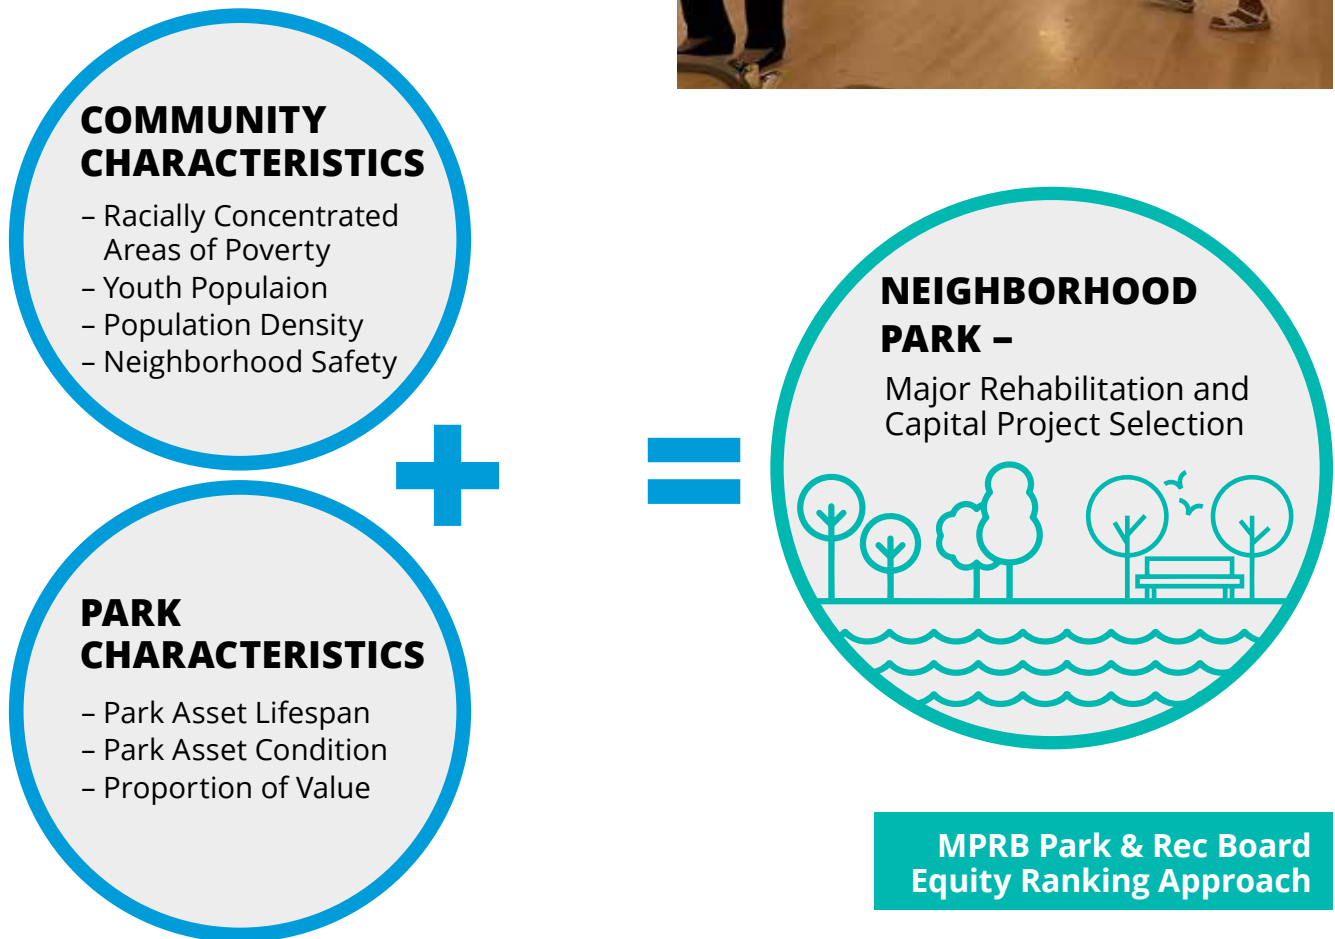 COMMUNITY
CHARACTERISTICS
– Racially Concentrated
Areas of Poverty
– Youth Populaion
– Population Density
– Neighborhood Safety
PARK
CHARACTERISTICS
– Park Asset Lifespan
– Park Asset Condition
– Proportion of Value
NEIGHBORHOOD
PARK –
Major Rehabilitation and
Capital Project Selection
MPRB Park & Rec Board
Equity Ranking Approach